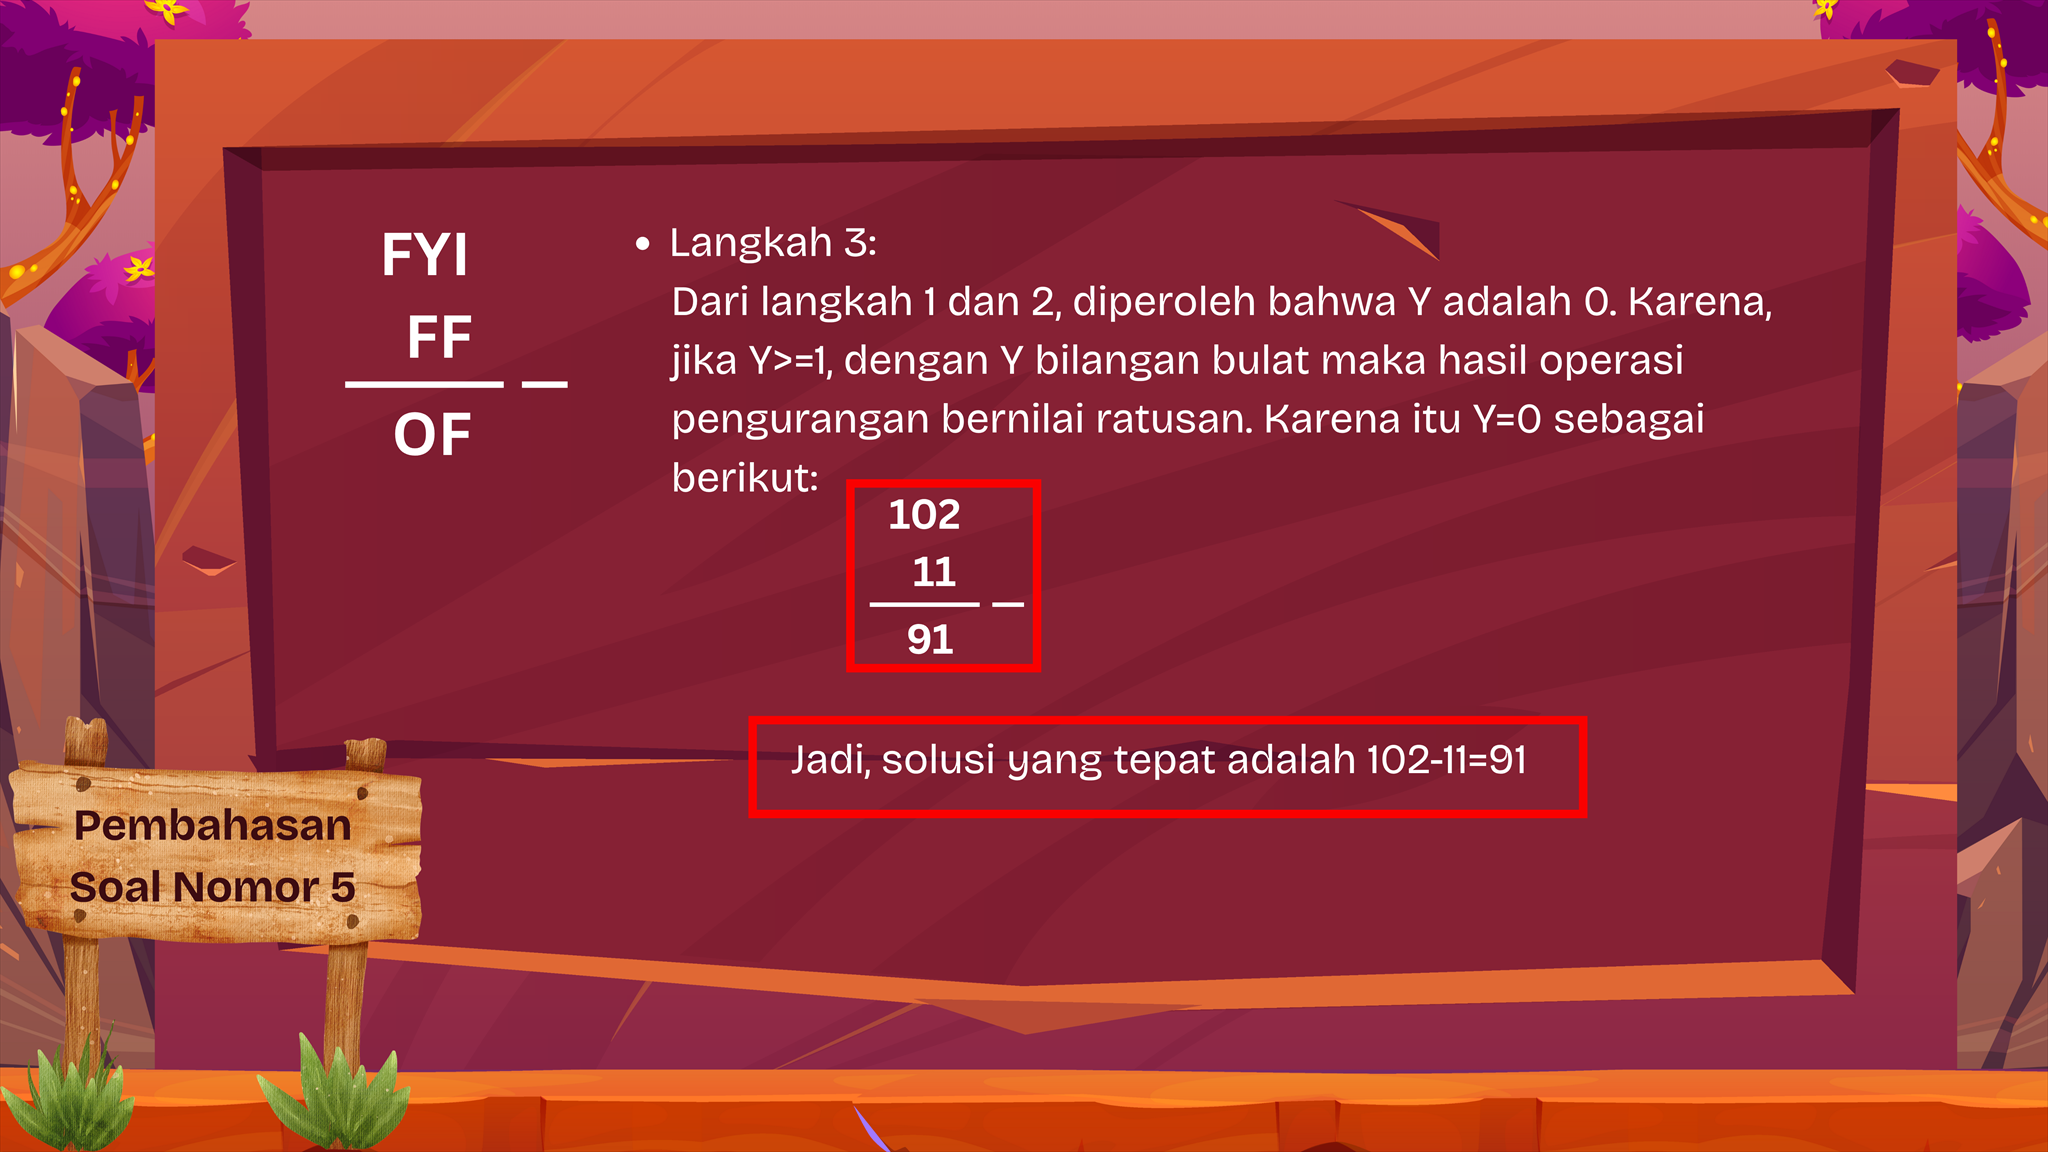 FYI
FF
OF
• Langkah 3:
Dari langkah 1 dan 2, diperoleh bahwa Y adalah 0. Karena,
jika Y>=1, dengan Y bilangan bulat maka hasil operasi
pengurangan bernilai ratusan. Karena itu Y=0 sebagai
berikut:
102
11
91
Jadi, solusi yang tepat adalah 102-11=91
Pembahasan
Soal Nomor 5